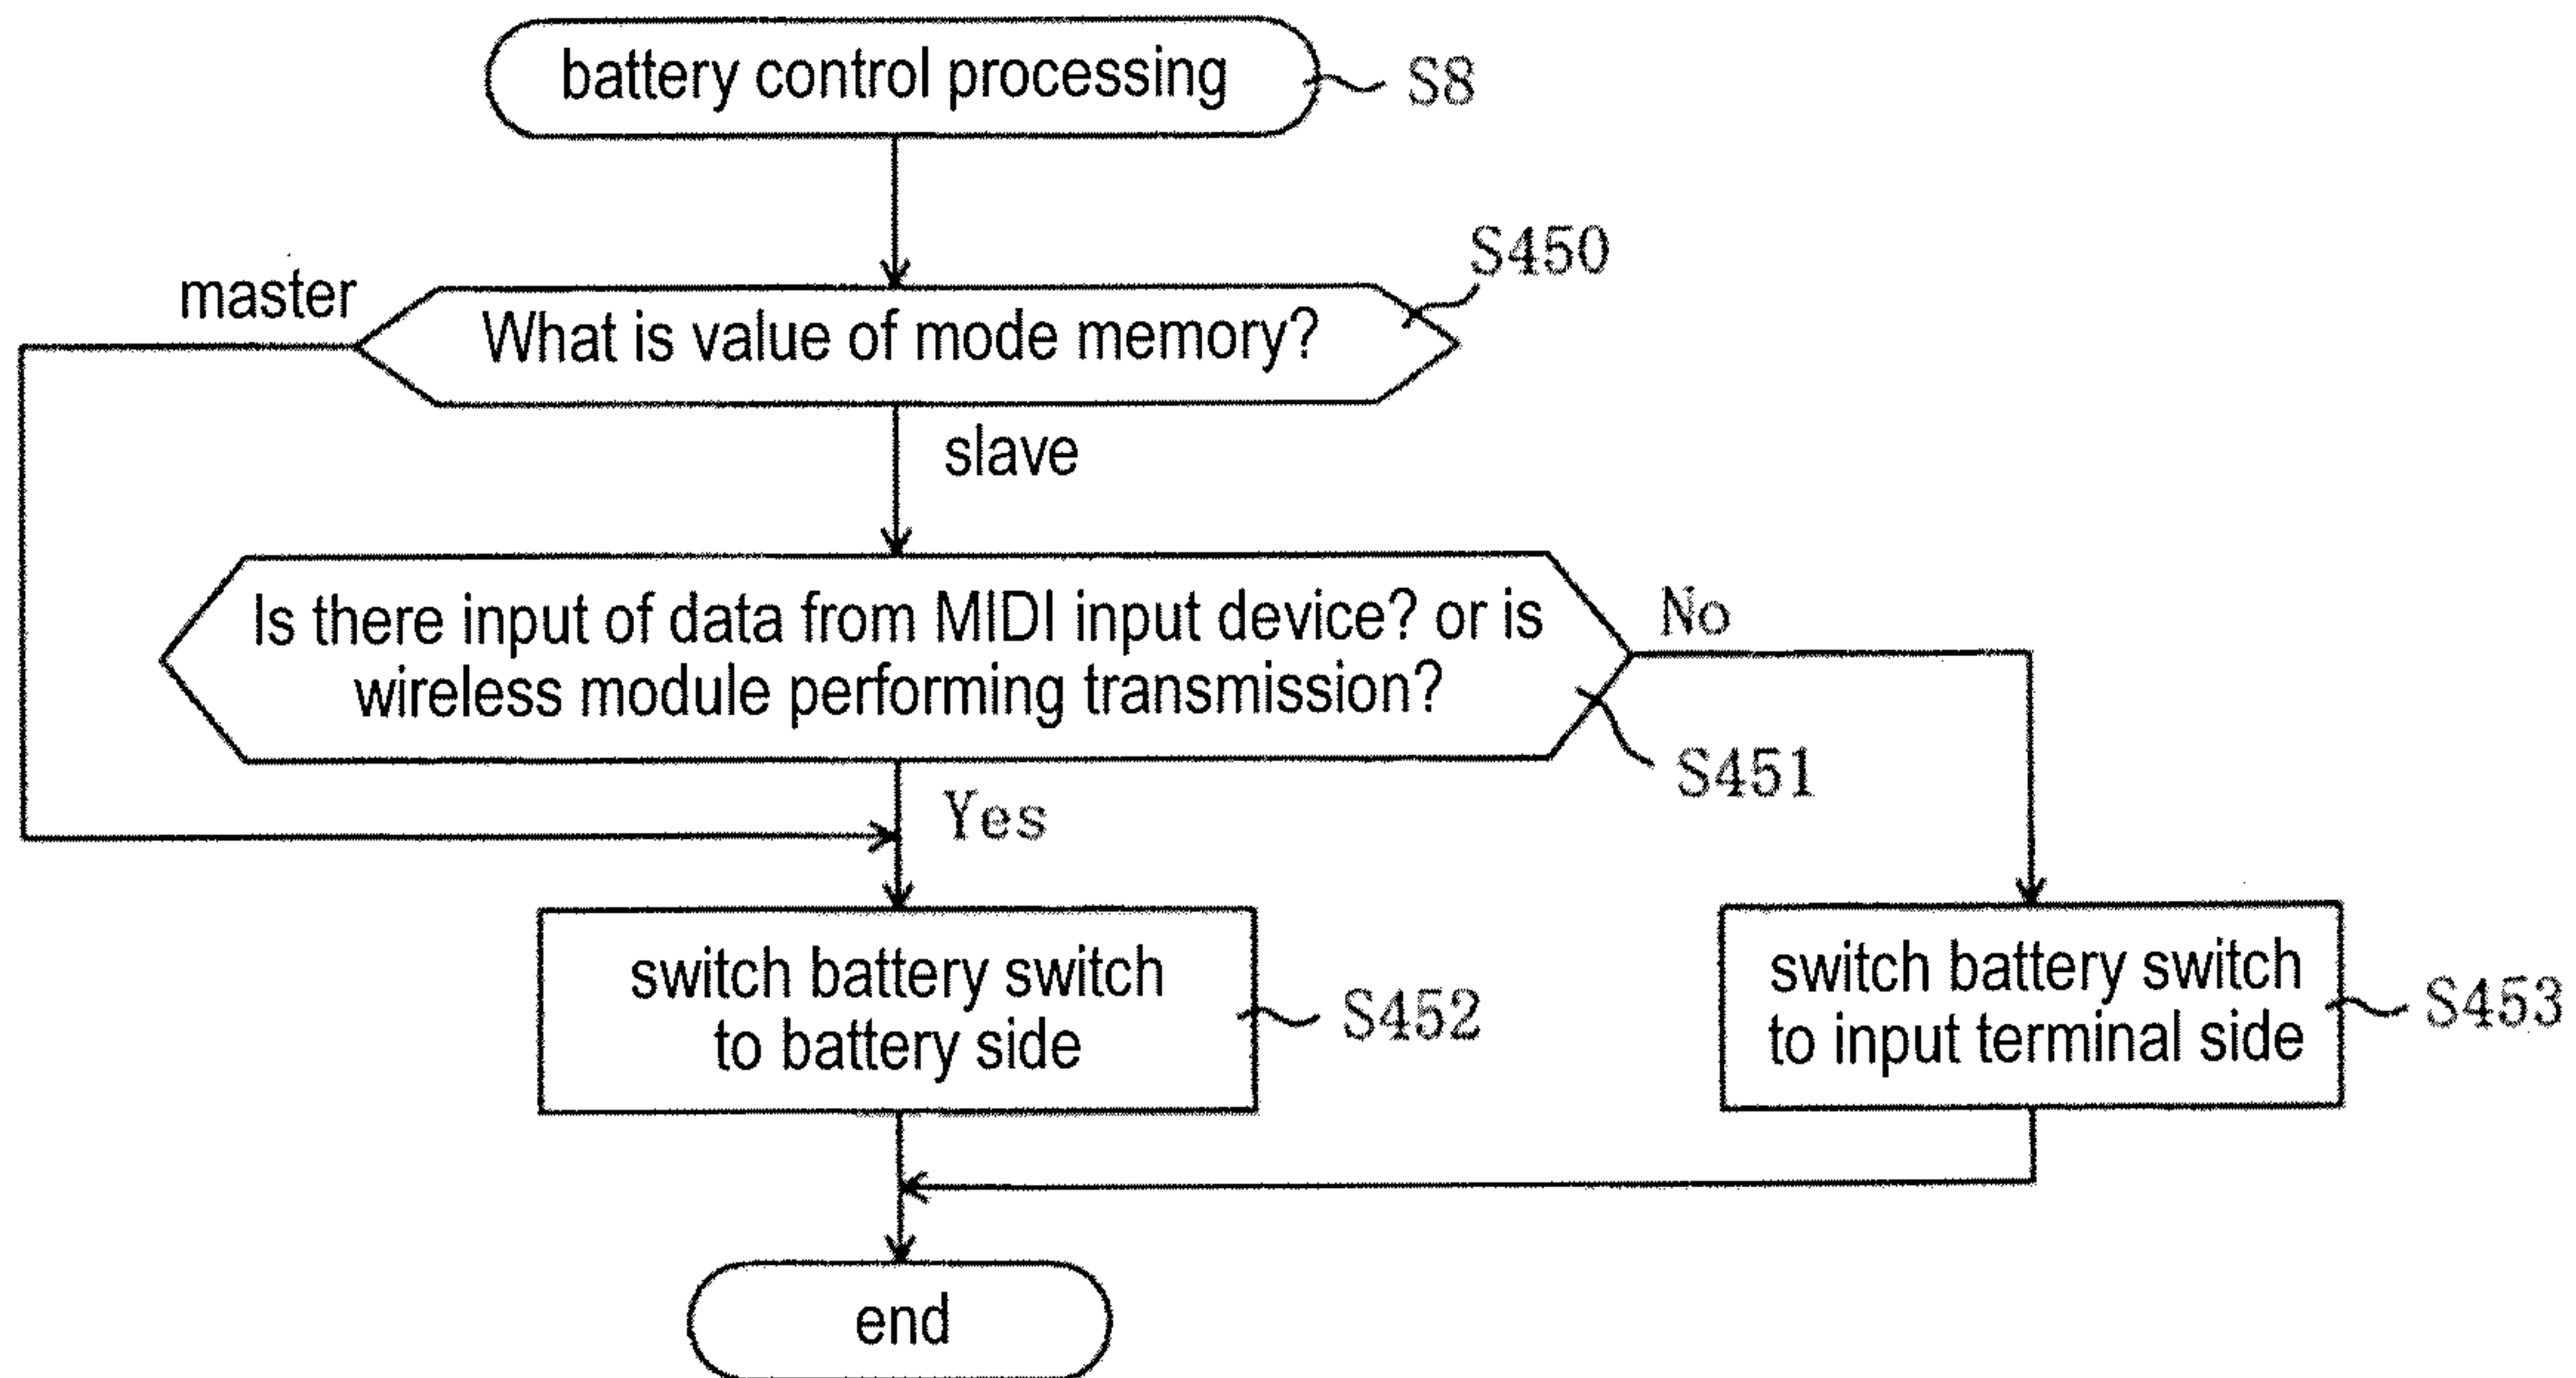 battery control processing
S8
S450
master
What is value of mode memory?
slave
Is there input of data from MIDI input device? or is
wireless module performing transmission?
No
S451
Yes
switch battery switch
to battery side
S452
switch battery switch
to input terminal side
S453
end